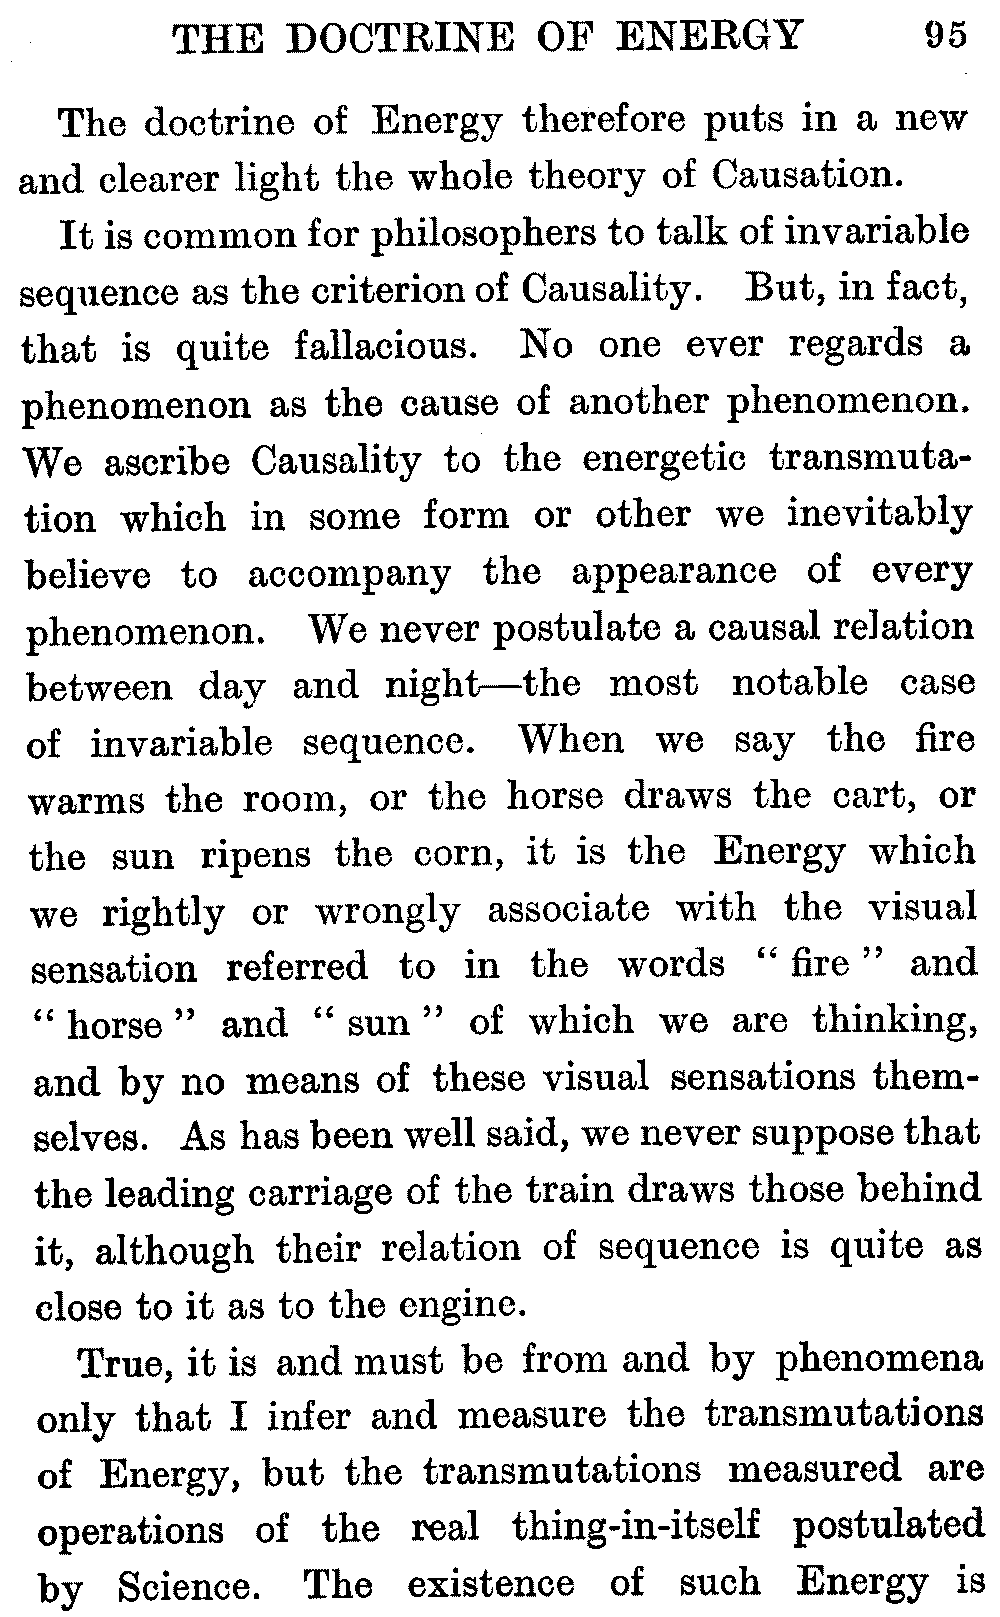 THE DOCTRINE OF ENERGY 95
The doctrine of Energy therefore puts in a new
and clearer light the whole theory of Causation.
It is common for philosophers to talk of invariable
sequence as the criterion of Causality. But, in fact,
that is quite fallacious. No one ever regards a
phenomenon as the cause of another phenomenon.
We ascribe Causality to the energetic transmuta-
tion which in some form or other we inevitably
believe to accompany the appearance of every
phenomenon. We never postulate a causal relation
between day and night—the most notable case
of invariable sequence. When we say the fire
warms the room, or the horse draws the cart, or
the sun ripens the corn, it is the Energy which
we rightly or wrongly associate with the visual
sensation referred to in the words “ fire ” and
“ horse ” and “ sun ” of which we are thinking,
and by no means of these visual sensations them-
selves. As has been well said, we never suppose that
the leading carriage of the train draws those behind
it, although their relation of sequence is quite as
close to it as to the engine.
True, it is and must be from and by phenomena
only that I infer and measure the transmutations
of Energy, but the transmutations measured are
operations of the real thing-in-itself postulated
by Science. The existence of such Energy is